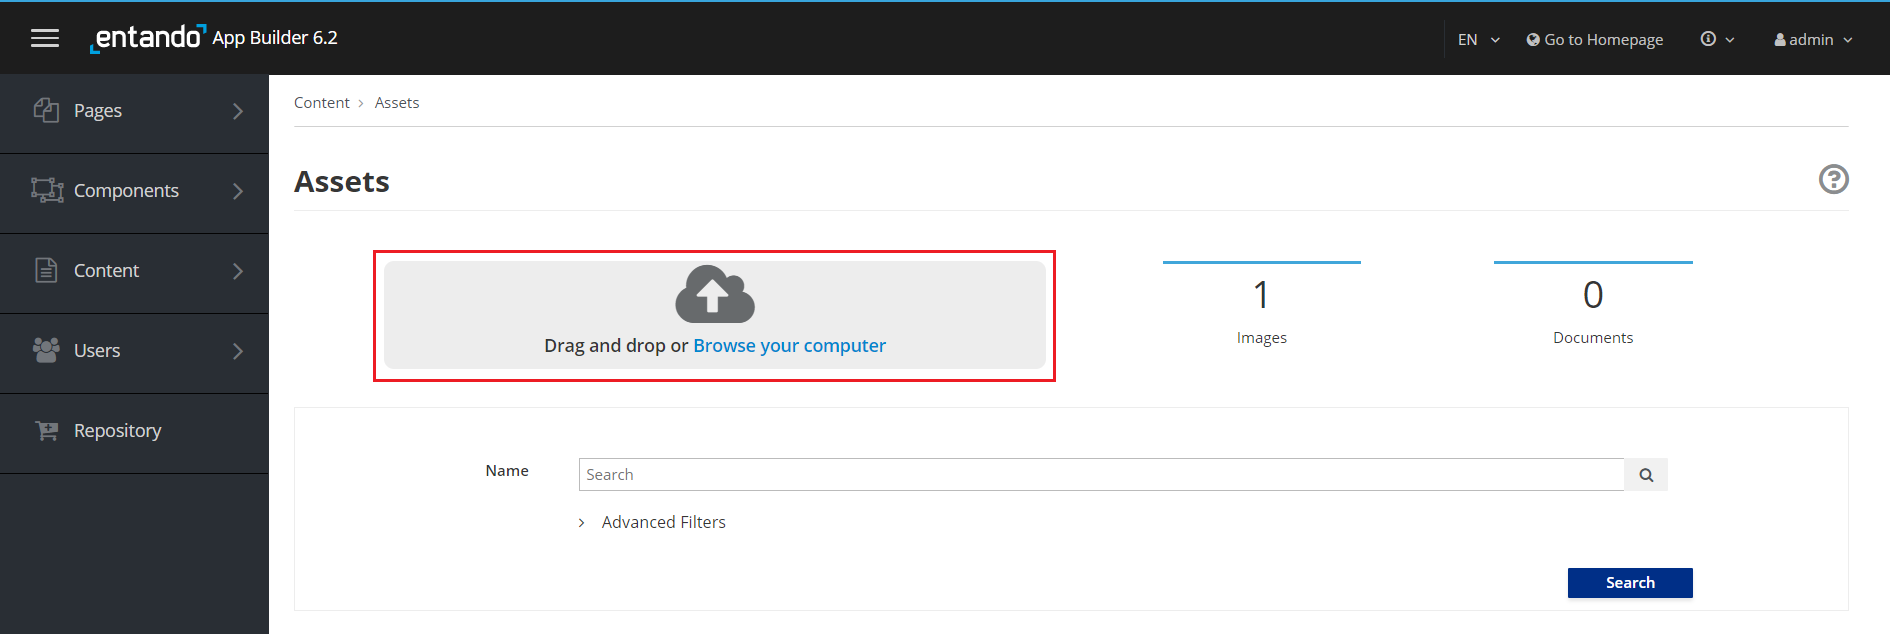 entando App Builder 6.2
EN
Go to Homepage
admin
Pages
Components
Content
Users
Repository
Content > Assets
Assets
Drag and drop or Browse your computer
1
Images
0
Documents
Name
Search
Advanced Filters
Search